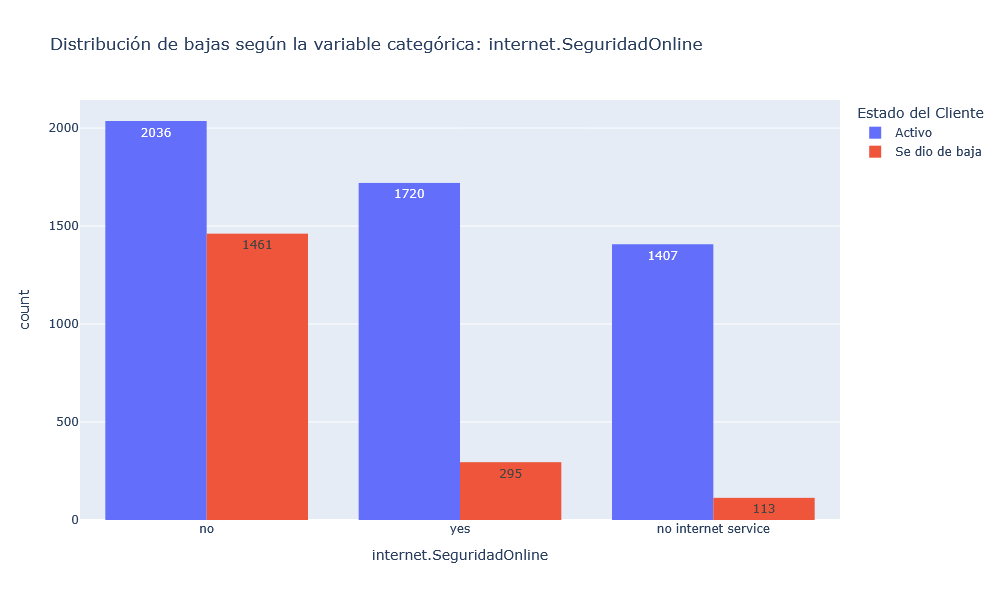 Distribución de bajas según la variable categórica: internet.SeguridadOnline
Estado del Cliente
Activo
Se dio de baja
count
2000
1500
1000
500
0
2036
1461
1720
295
1407
113
no
yes
no internet service
internet.SeguridadOnline